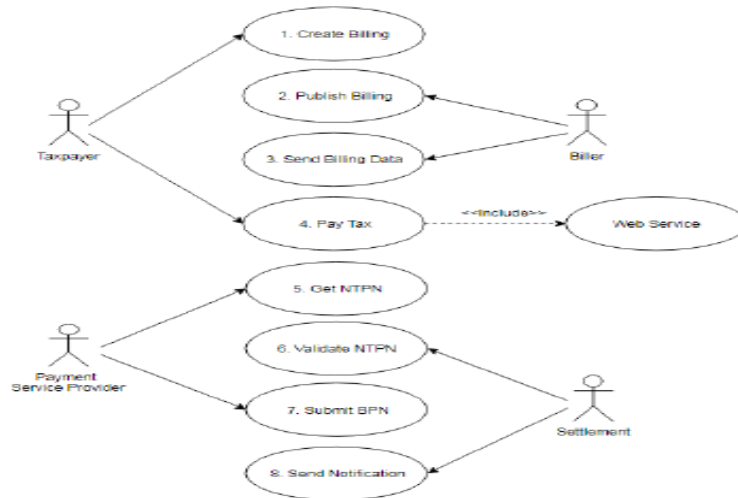 1. Create Billing
2. Publish Billing
Taxpayer
3. Send Billing Data
Biller
4. Pay Tax
<<Include>>
Web Service
5. Get NTPN
6. Validate NTPN
Payment
Service Provider
7. Submit BPN
Settlement
8. Send Notification